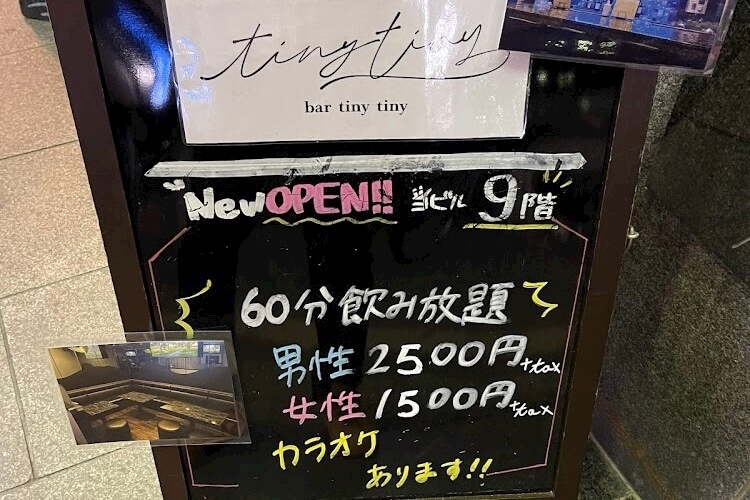 tiny tiny
bar tiny tiny
New OPEN!! 当ビル 9階
60分飲み放題
男性 2500円+tax
女性 1500円+tax
カラオケ
あります!!